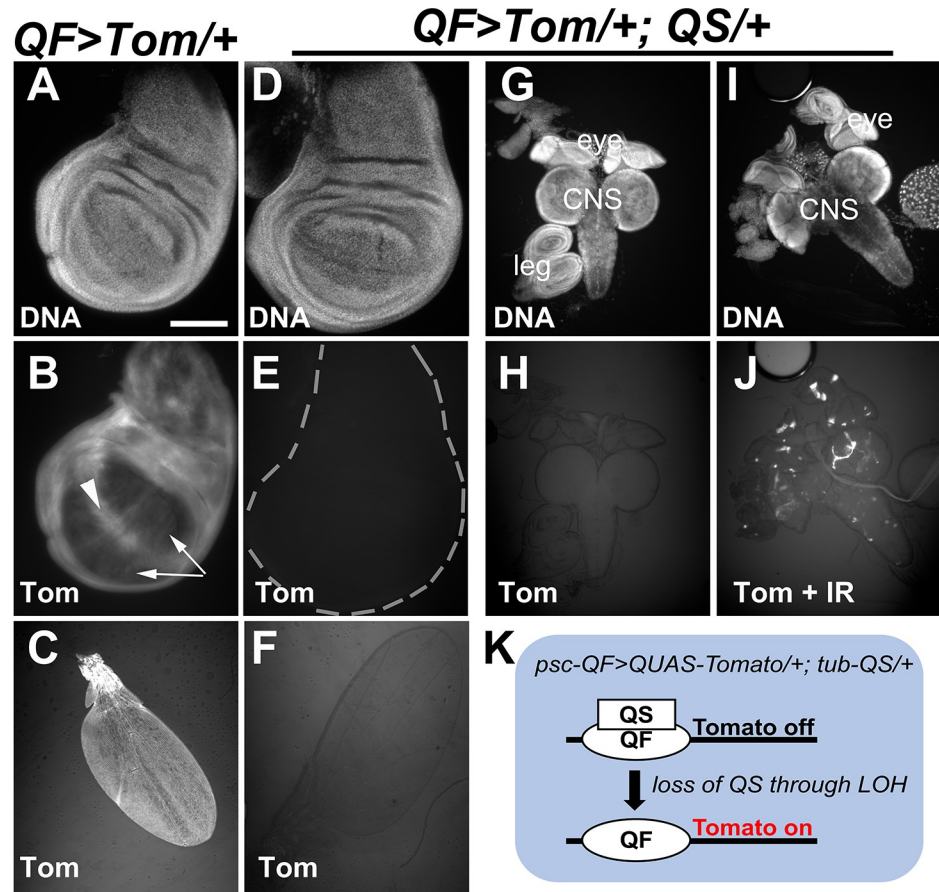 QF>Tom/+
QF>Tom/+; QS/+
A
DNA
D
DNA
G
eye
CNS
leg
DNA
I
eye
CNS
DNA
B
Tom
E
Tom
H
Tom
J
Tom + IR
C
Tom
F
Tom
K
psc-QF>QUAS-Tomato/+; tub-QS/+
QS
QF
Tomato off
loss of QS through LOH
QF
Tomato on